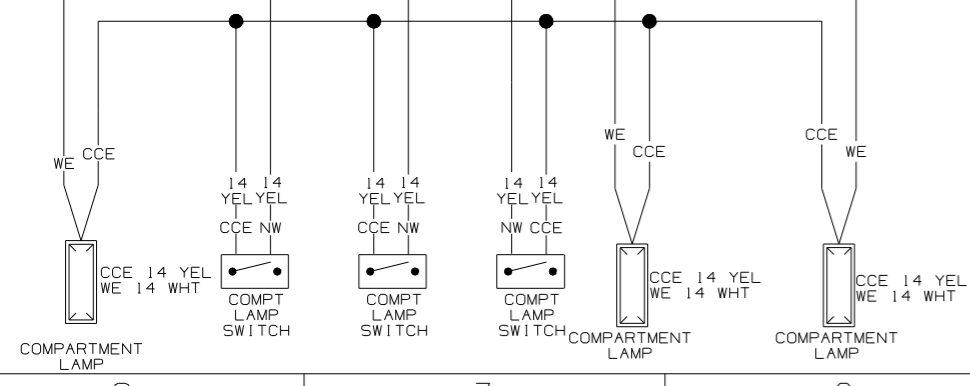 WE
CCE
14
YEL
14
YEL
CCE NW
14
YEL
14
YEL
CCE NW
14
YEL
14
YEL
NW CCE
WE
CCE
CCE
WE
CCE 14 YEL
WE 14 WHT
COMPARTMENT
LAMP
COMPT
LAMP
SWITCH
COMPT
LAMP
SWITCH
COMPT
LAMP
SWITCH
CCE 14 YEL
WE 14 WHT
COMPARTMENT
LAMP
CCE 14 YEL
WE 14 WHT
COMPARTMENT
LAMP